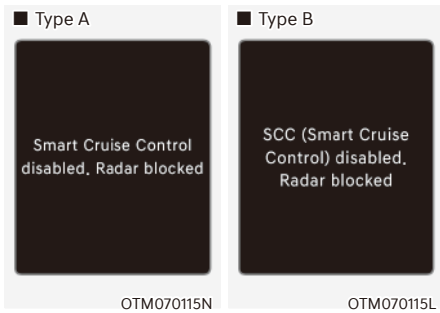 ■ Type A
Smart Cruise Control
disabled. Radar blocked
OTM070115N
■ Type B
SCC (Smart Cruise
Control) disabled.
Radar blocked
OTM070115L